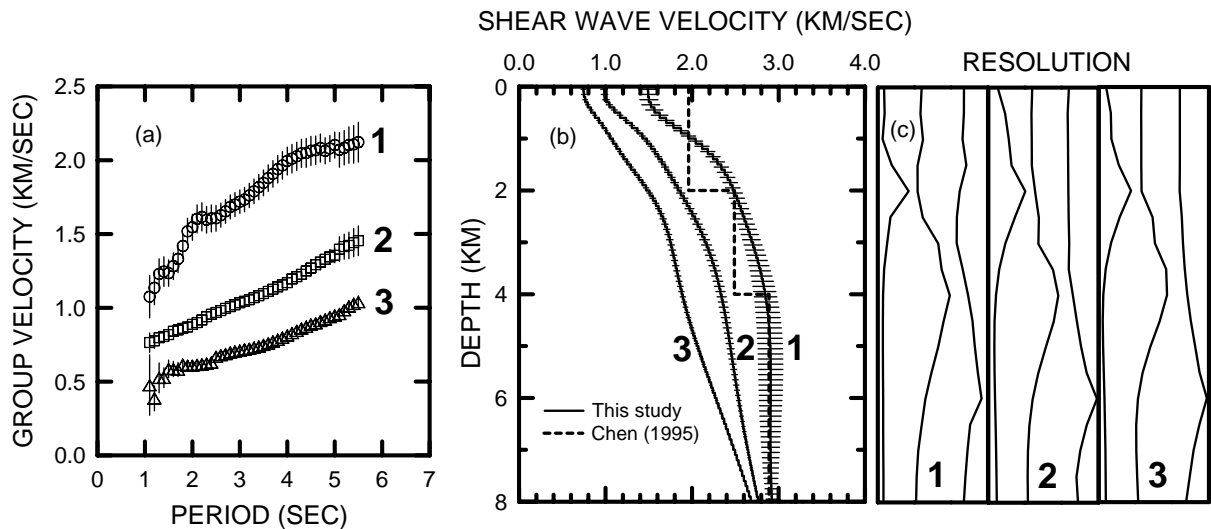 SHEAR WAVE VELOCITY (KM/SEC)
0.0 1.0 2.0 3.0 4.0
RESOLUTION
GROUP VELOCITY (KM/SEC)
2.5
2.0
1.5
1.0
0.5
0.0
(a)
1
2
3
0 1 2 3 4 5 6 7
PERIOD (SEC)
DEPTH (KM)
0
2
4
6
8
(b)
3 2 1
This study
Chen (1995)
(c)
1 2 3